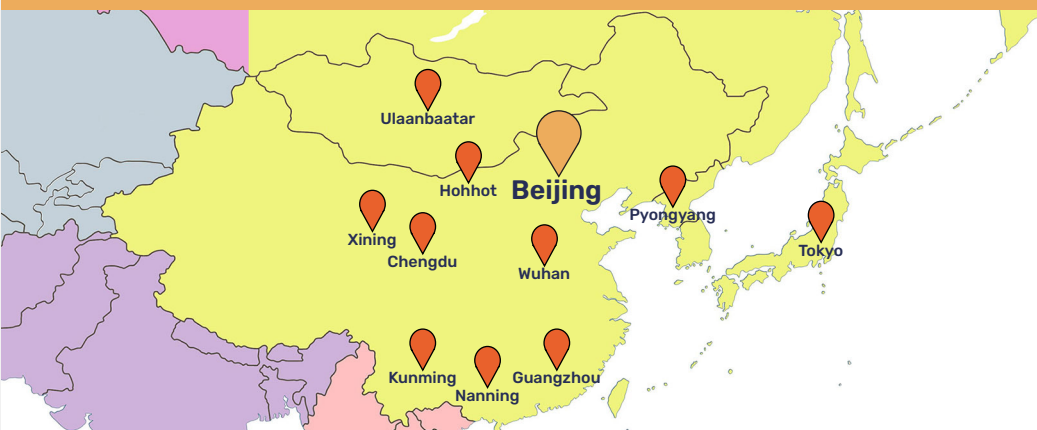 Ulaanbaatar
Hohhot
Beijing
Pyongyang
Xining
Chengdu
Wuhan
Tokyo
Kunming
Nanning
Guangzhou